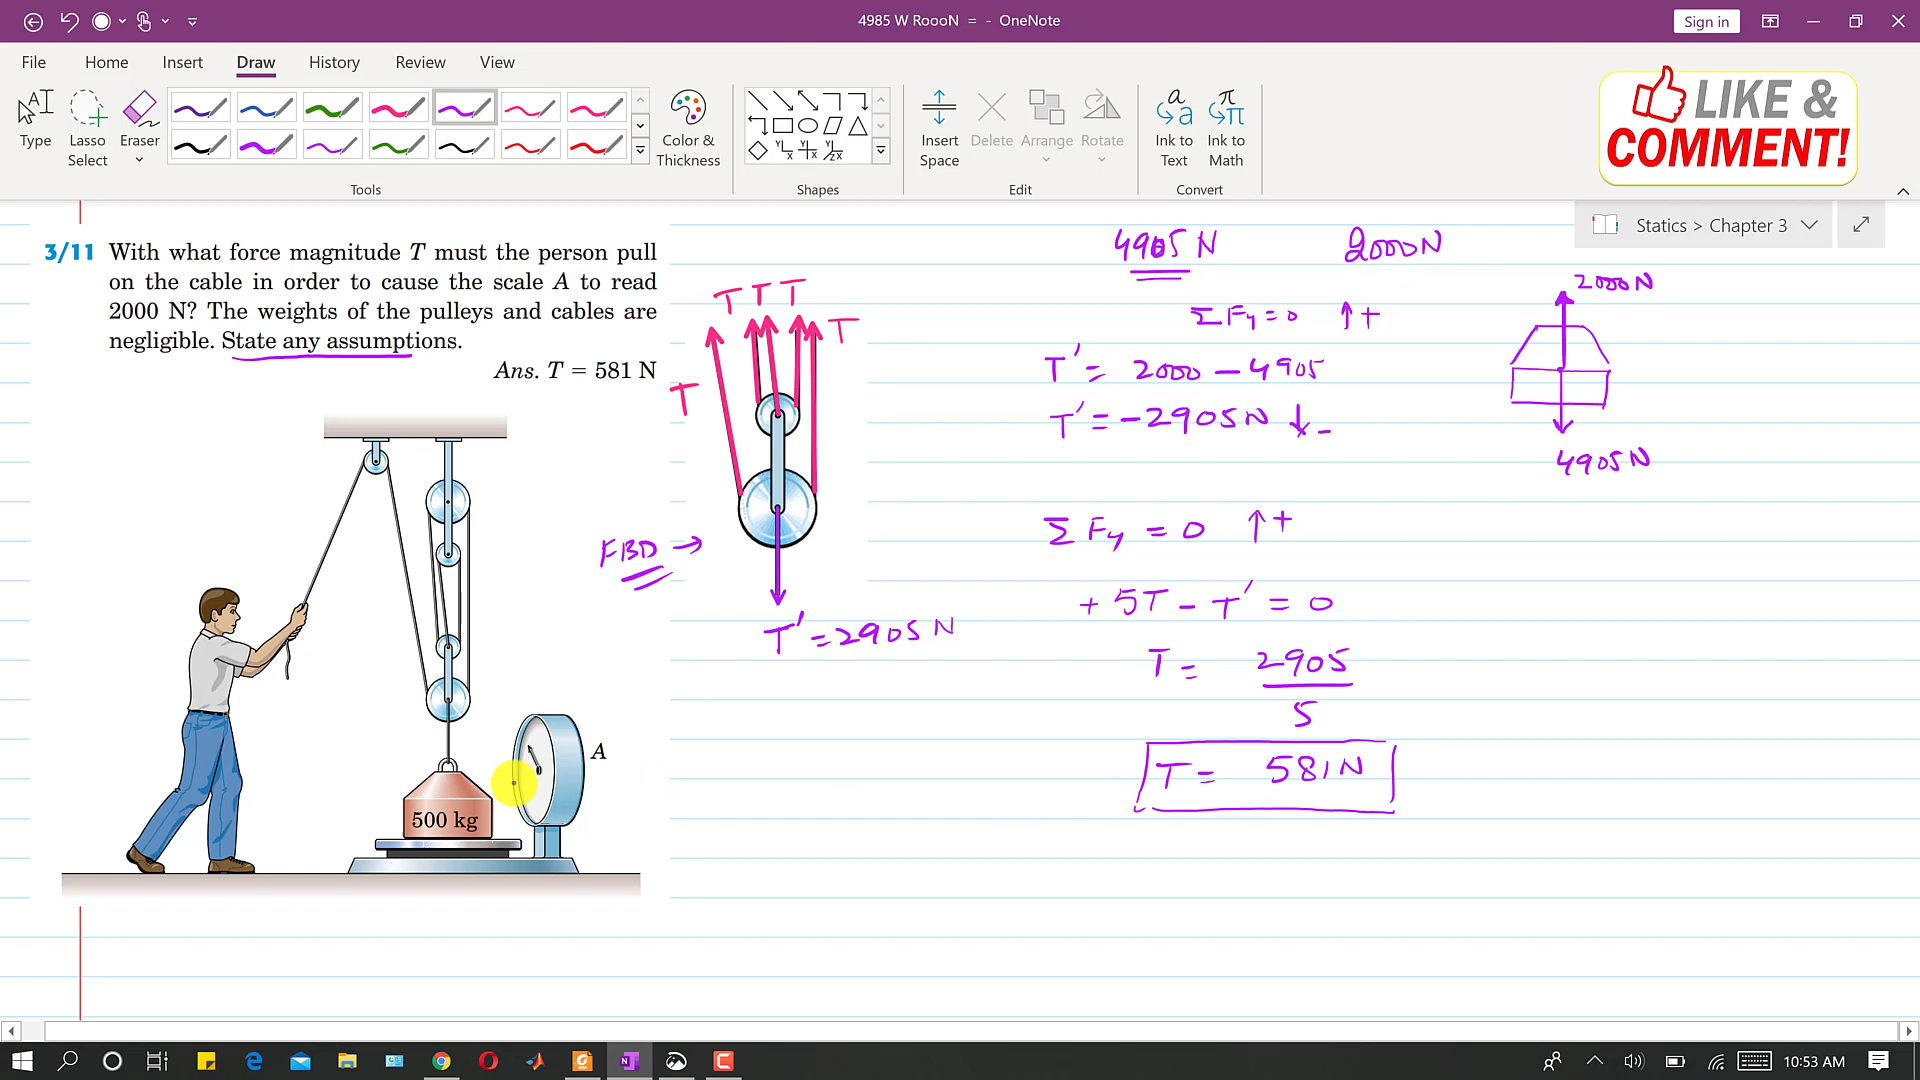 4985 W RoooN = - OneNote
Sign in
File Home Insert Draw History Review View
LIKE &
COMMENT!
Type
Lasso Select
Eraser
Color & Thickness
Insert Space
Delete
Arrange
Rotate
Ink to Text
Ink to Math
Tools
Shapes
Edit
Convert
Statics > Chapter 3
3/11 With what force magnitude T must the person pull
on the cable in order to cause the scale A to read
2000 N? The weights of the pulleys and cables are
negligible. State any assumptions.
Ans. T = 581 N
A
500 kg
T T T
T
T
FBD →
T' = 2905 N
4905 N 2000 N
Σ Fy = 0 ↑ +
T' = 2000 - 4905
T' = - 2905 N ↓ -
2000 N
4905 N
Σ Fy = 0 ↑ +
+ 5T - T' = 0
T = 2905
5
T = 581 N
10:53 AM